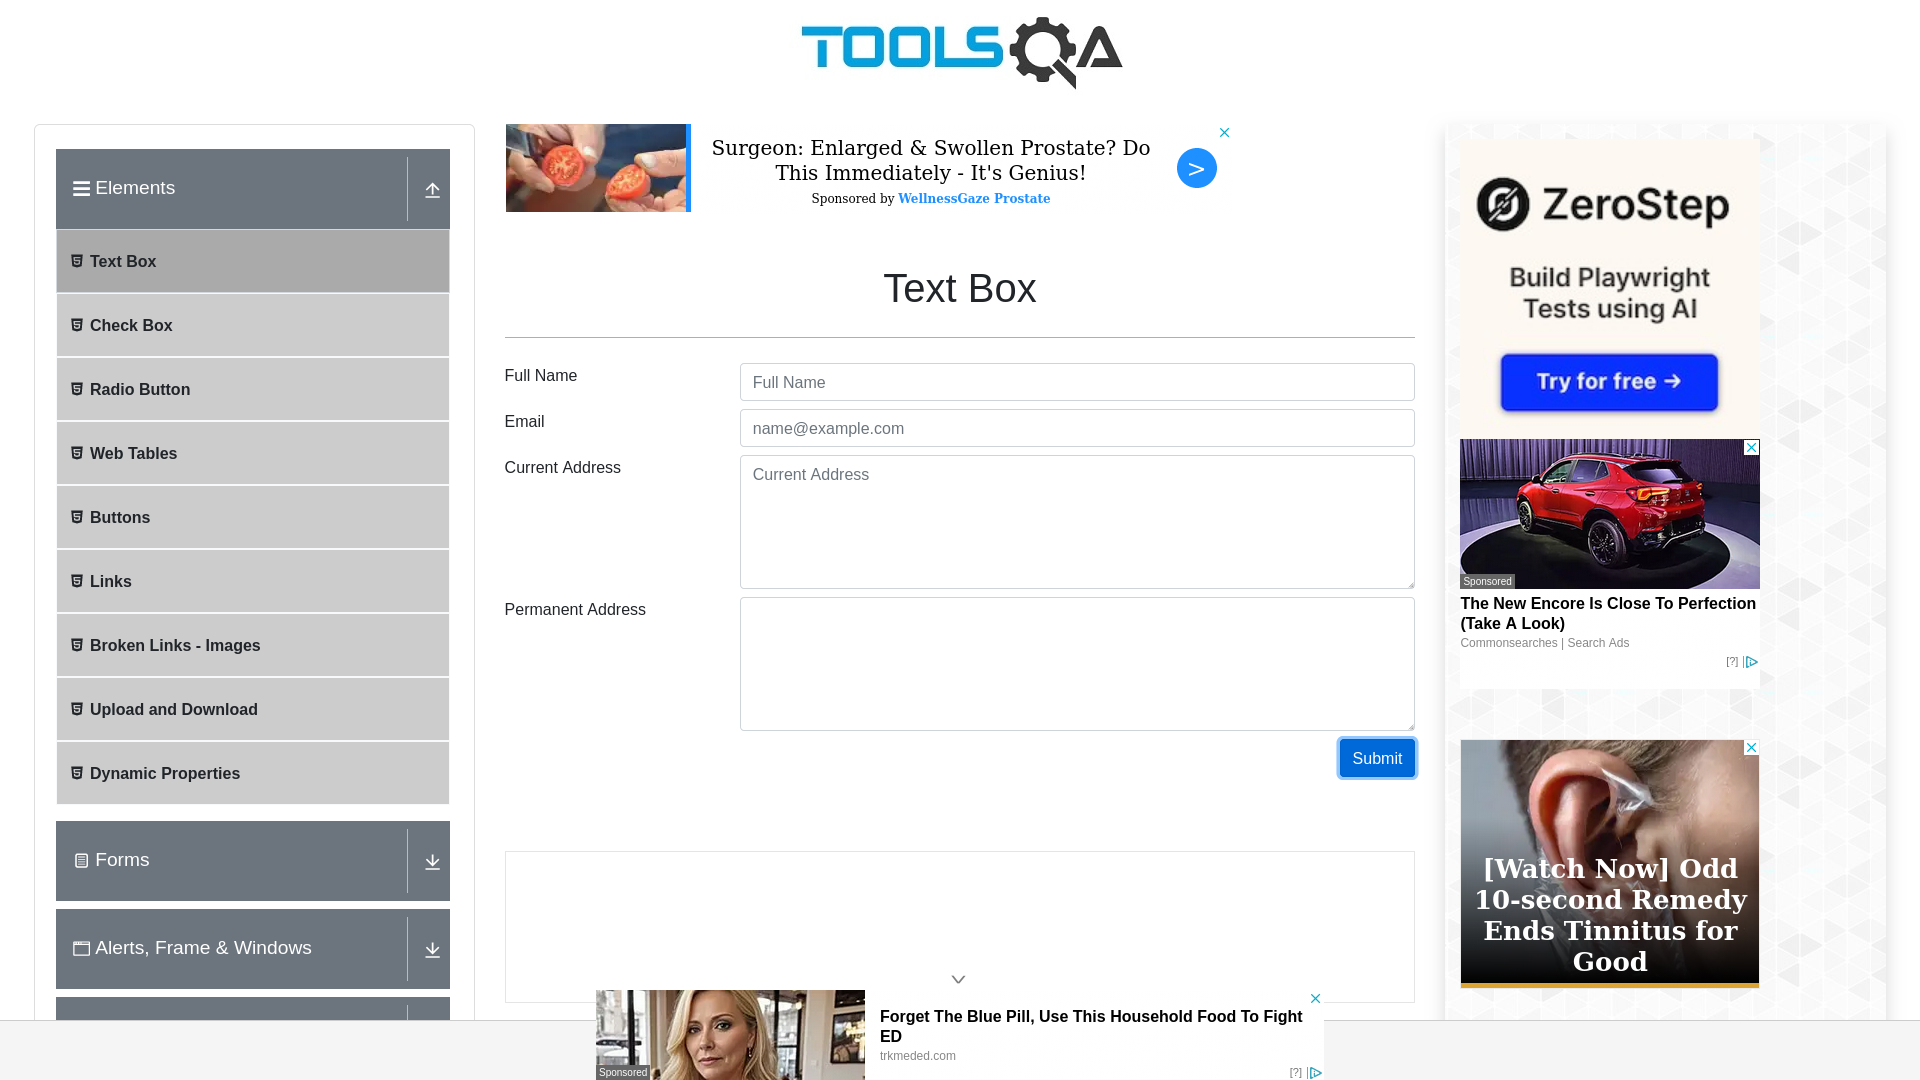 TOOLSQA
Elements
Text Box
Check Box
Radio Button
Web Tables
Buttons
Links
Broken Links - Images
Upload and Download
Dynamic Properties
Forms
Alerts, Frame & Windows
Surgeon: Enlarged & Swollen Prostate? Do
This Immediately - It's Genius!
Sponsored by WellnessGaze Prostate
>
Text Box
Full Name
Full Name
Email
name@example.com
Current Address
Current Address
Permanent Address
Submit
ZeroStep
Build Playwright
Tests using AI
Try for free →
Sponsored
The New Encore Is Close To Perfection
(Take A Look)
Commonsearches | Search Ads
[?]
[Watch Now] Odd
10-second Remedy
Ends Tinnitus for
Good
Sponsored
Forget The Blue Pill, Use This Household Food To Fight
ED
trkmeded.com
[?]